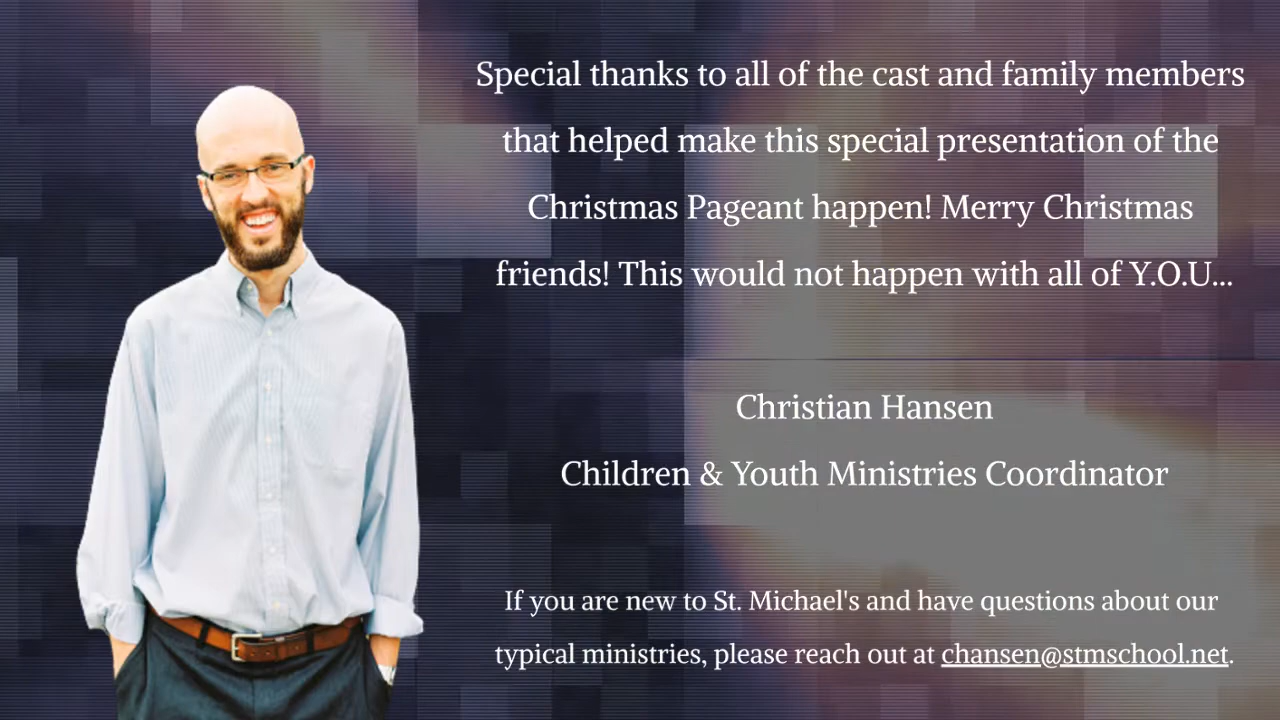 Special thanks to all of the cast and family members
that helped make this special presentation of the
Christmas Pageant happen! Merry Christmas
friends! This would not happen with all of Y.O.U...
Christian Hansen
Children & Youth Ministries Coordinator
If you are new to St. Michael's and have questions about our
typical ministries, please reach out at chansen@stmschool.net.